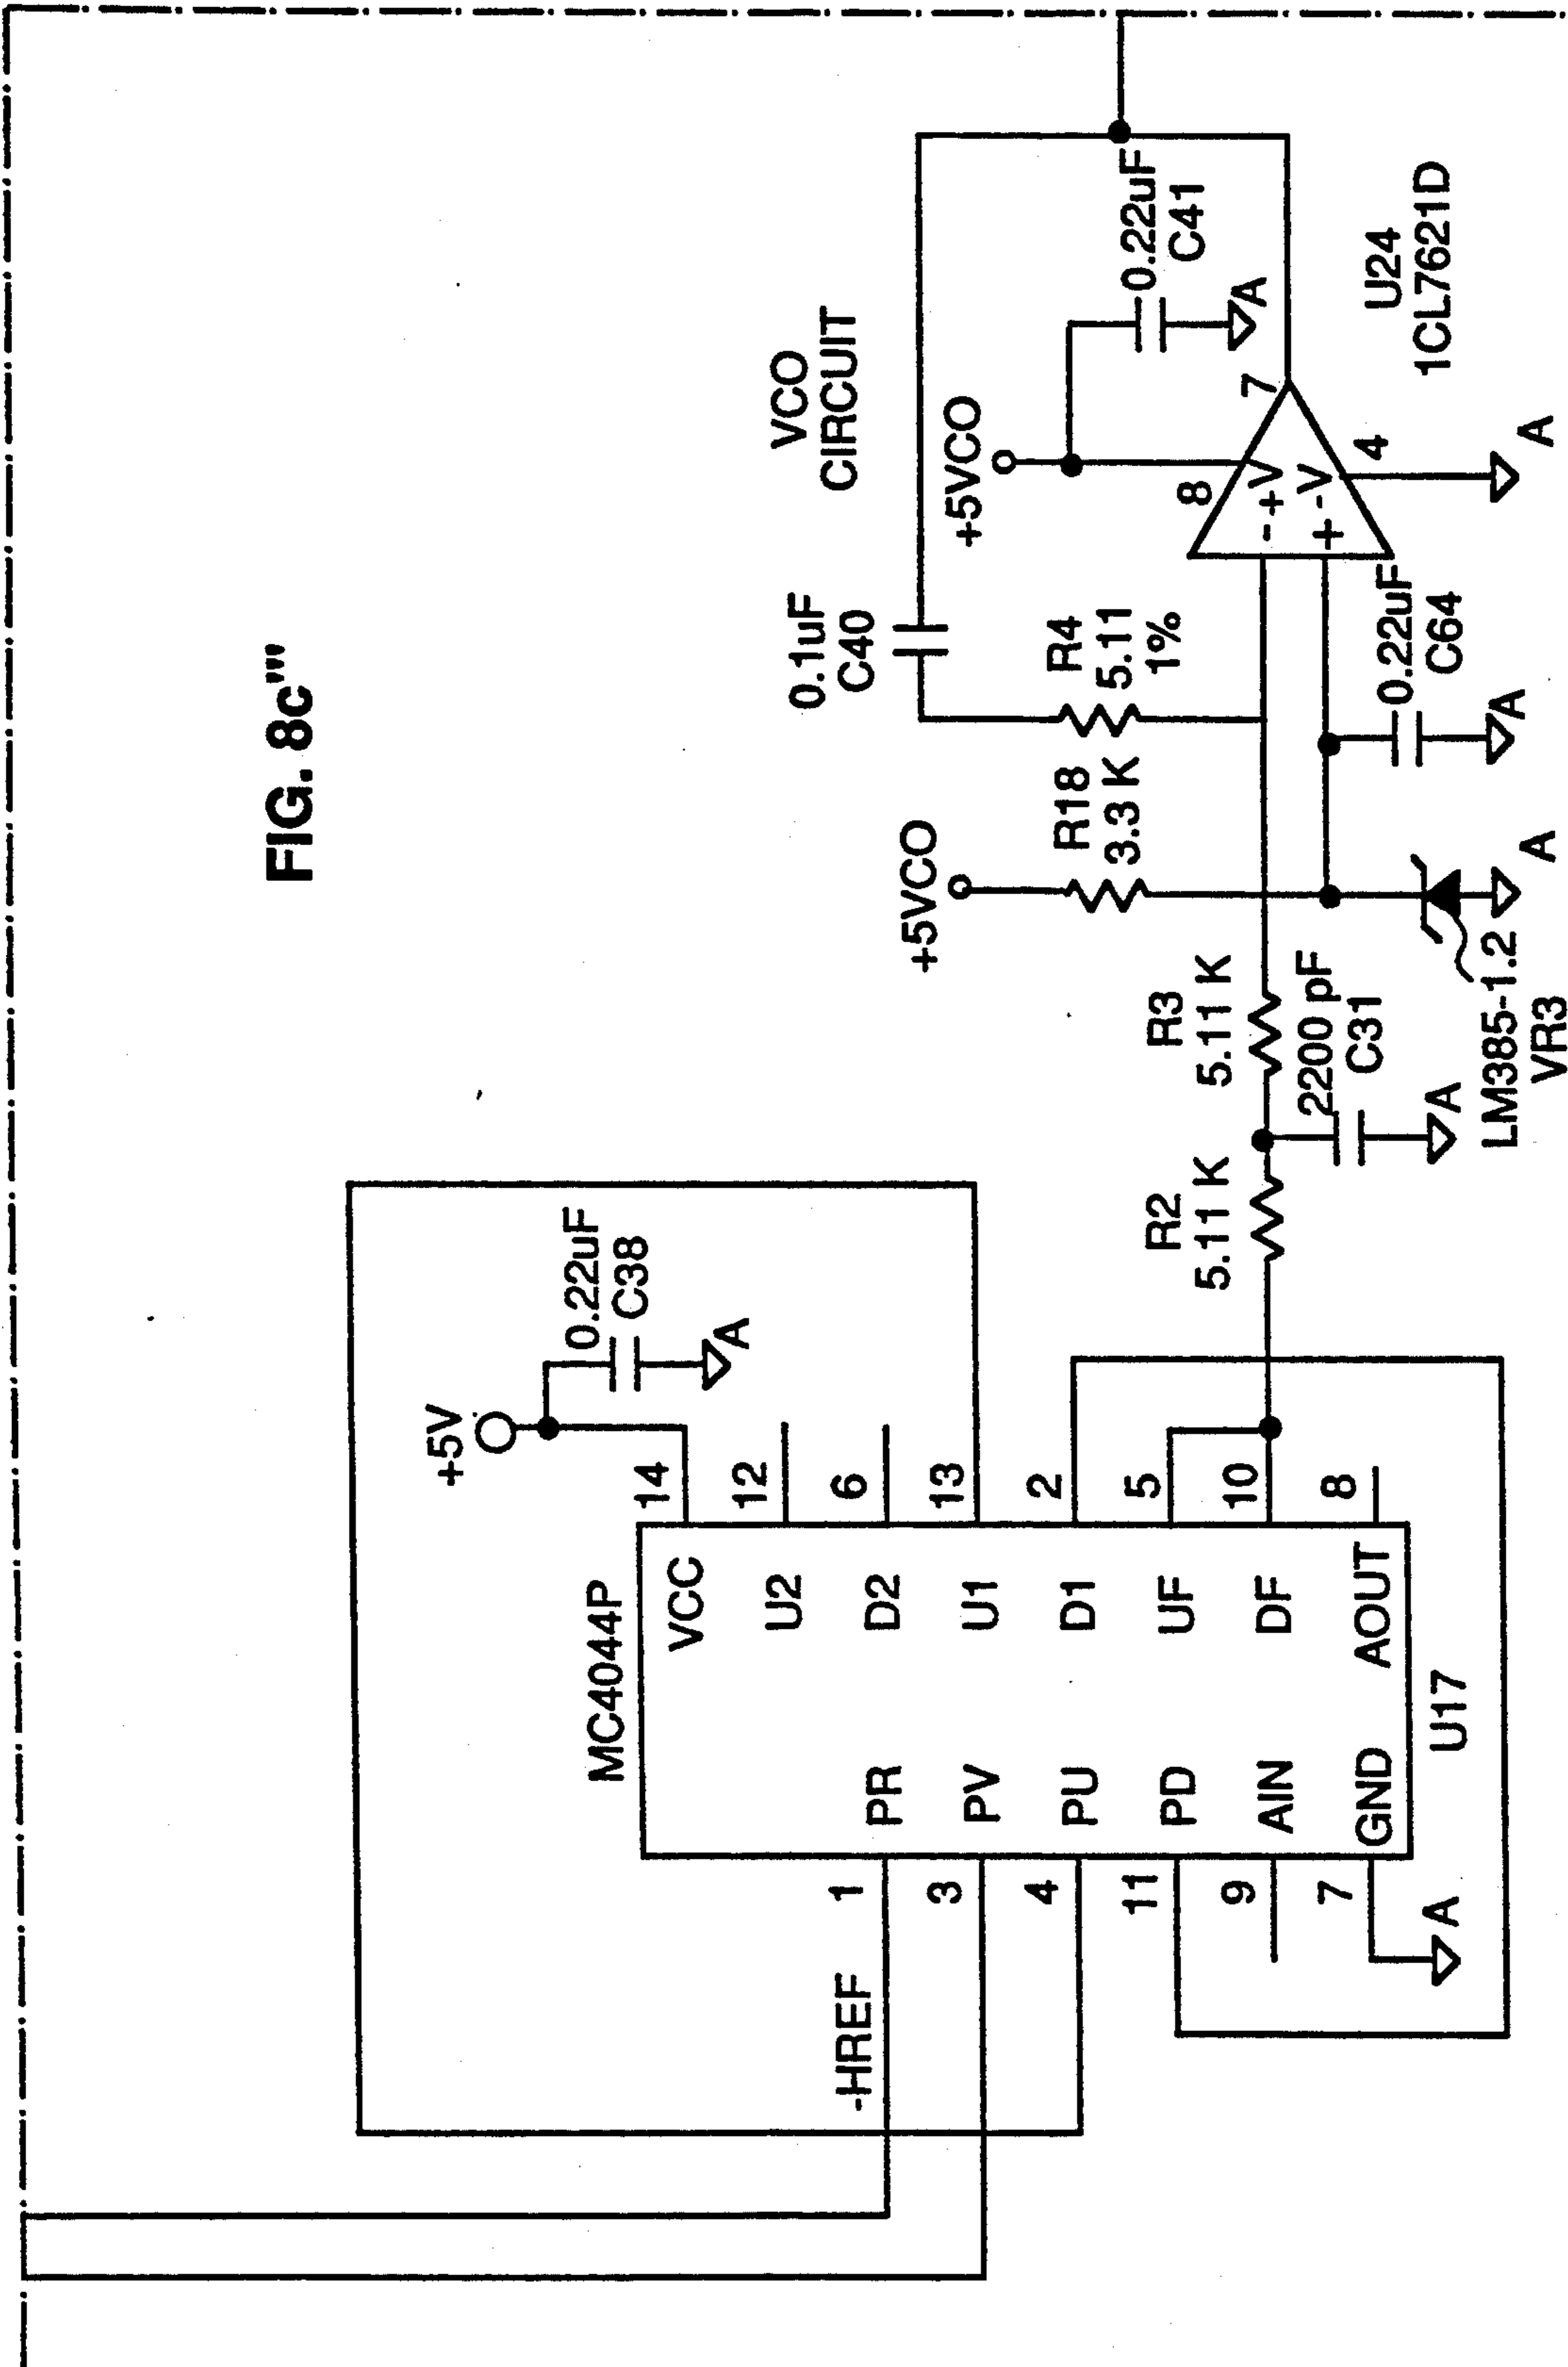 FIG. 8c'''
MC4044P
VCC
U2
D2
U1
D1
UF
DF
AOUT
PR
PV
PU
PD
AIN
GND
U17
-HREF
1
3
4
11
9
7
A
14
12
6
13
2
5
10
8
+5V
0.22uF
C38
A
R2
5.11 K
R3
5.11 K
2200 pF
C31
A
+5VCO
R18
3.3 K
LM385-1.2
VR3
A
0.1uF
C40
R4
5.11
1%
0.22uF
C64
A
VCO
CIRCUIT
+5VCO
0.22uF
C41
A
8
- +V
+ -V
7
4
A
U24
1CL7621D